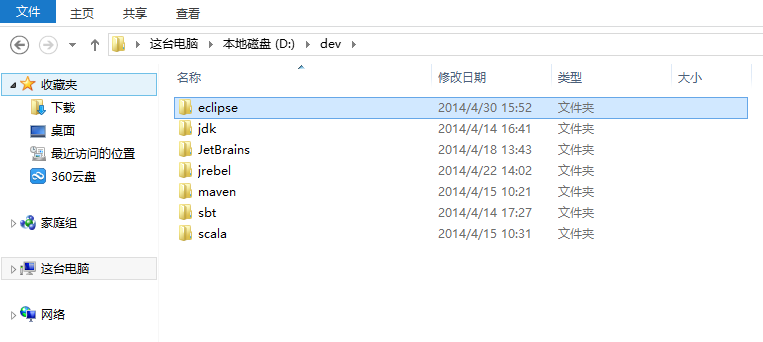 文件 主页 共享 查看
这台电脑 本地磁盘 (D:) dev
名称 修改日期 类型 大小
收藏夹
下载
桌面
最近访问的位置
360云盘
家庭组
这台电脑
网络
eclipse 2014/4/30 15:52 文件夹
jdk 2014/4/14 16:41 文件夹
JetBrains 2014/4/18 13:43 文件夹
jrebel 2014/4/22 14:02 文件夹
maven 2014/4/15 10:21 文件夹
sbt 2014/4/14 17:27 文件夹
scala 2014/4/15 10:31 文件夹